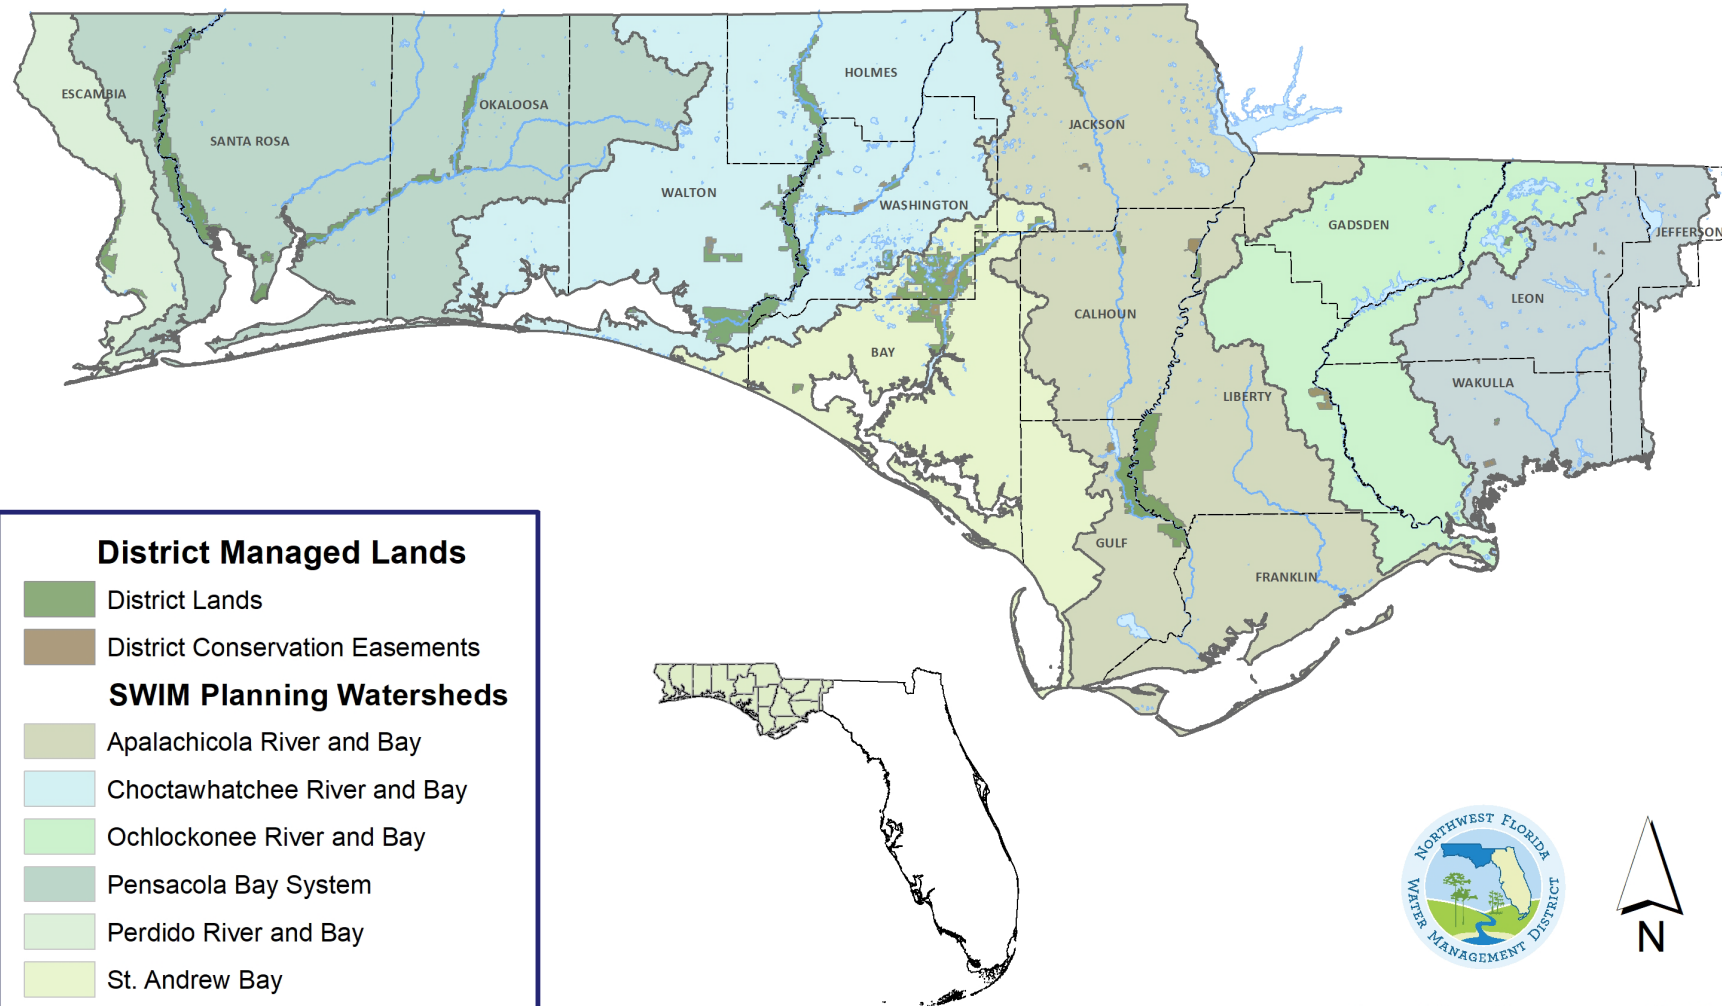 ESCAMBIA
SANTA ROSA
OKALOOSA
WALTON
HOLMES
WASHINGTON
JACKSON
BAY
CALHOUN
GULF
LIBERTY
FRANKLIN
GADSDEN
LEON
WAKULLA
JEFFERSON
District Managed Lands
District Lands
District Conservation Easements
SWIM Planning Watersheds
Apalachicola River and Bay
Choctawhatchee River and Bay
Ochlockonee River and Bay
Pensacola Bay System
Perdido River and Bay
St. Andrew Bay
NORTHWEST FLORIDA
WATER MANAGEMENT DISTRICT
N